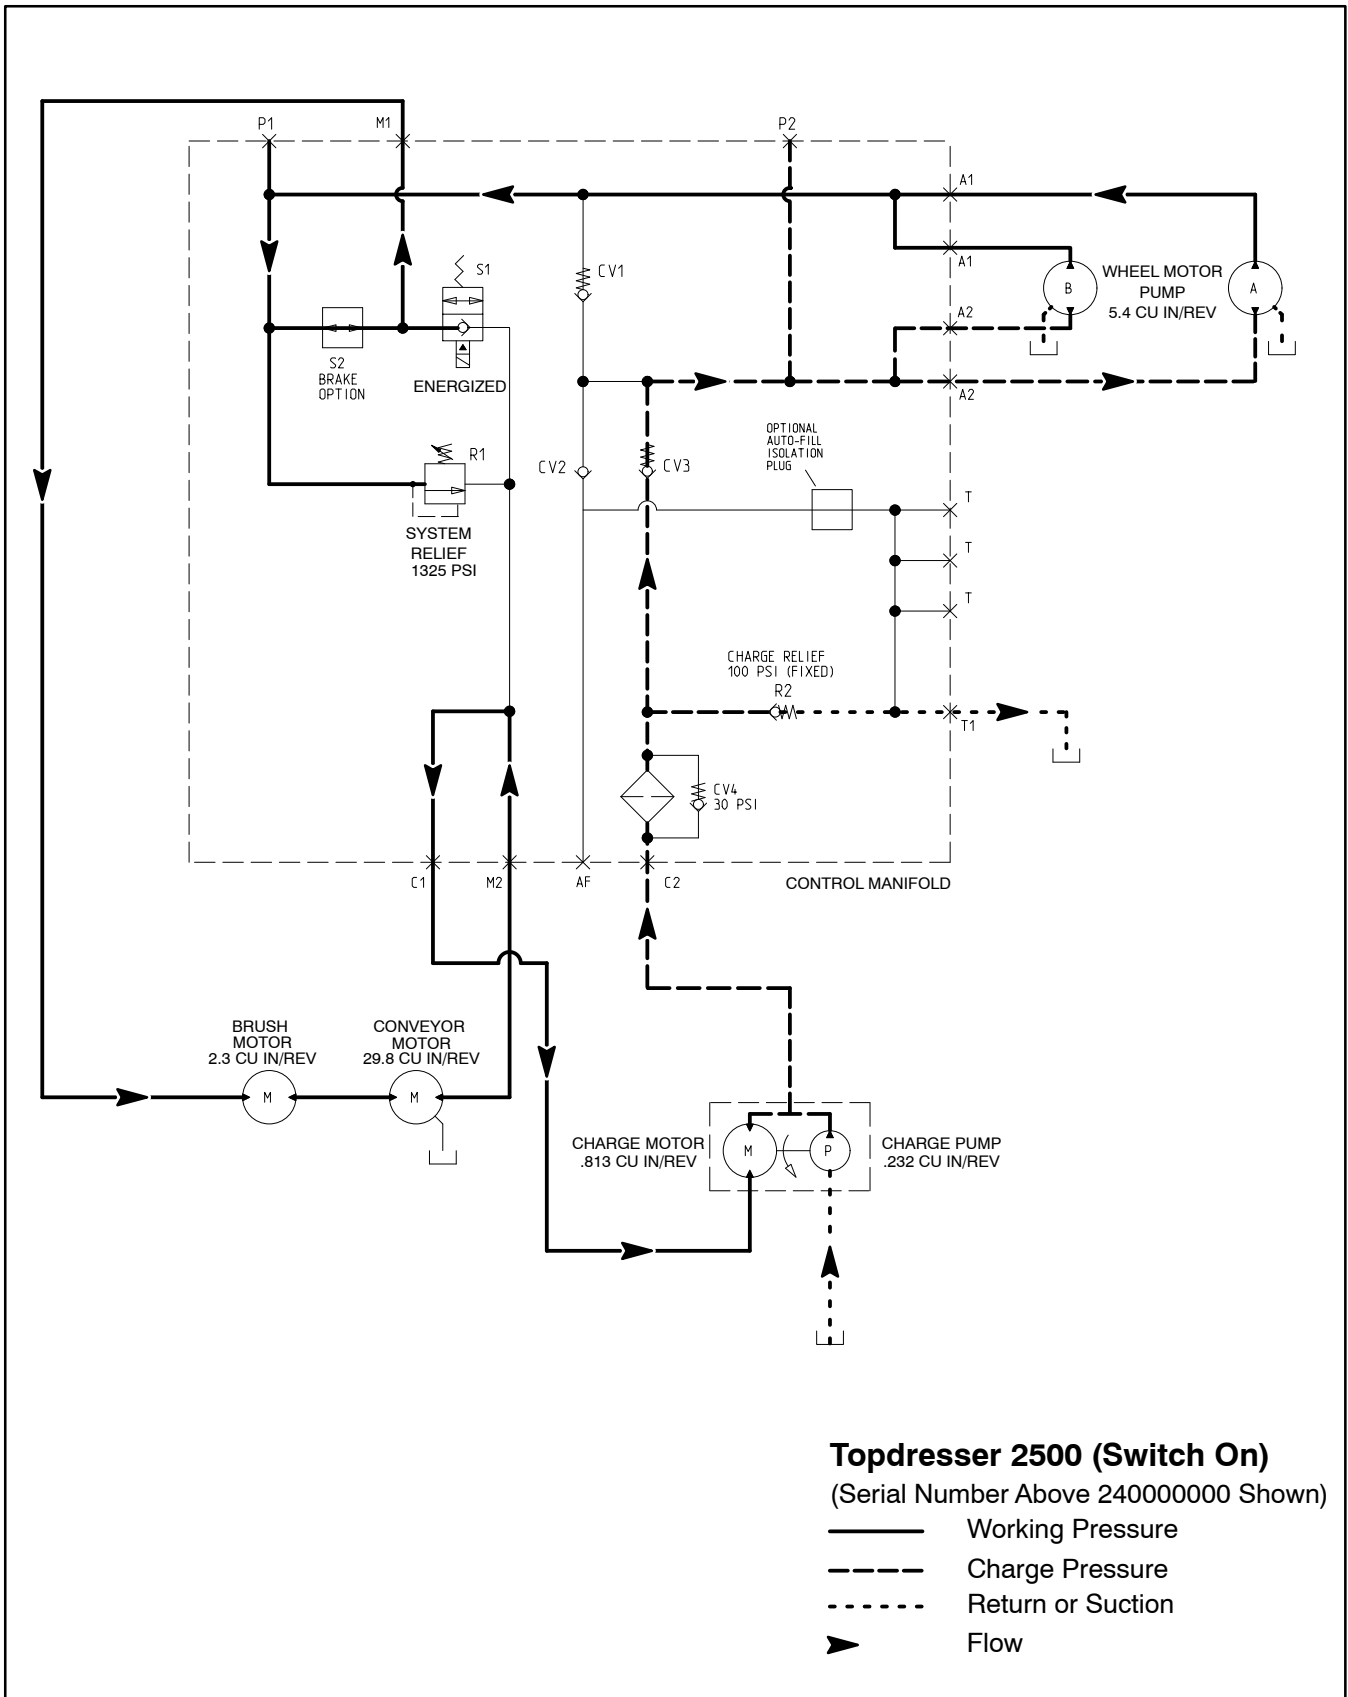 P1
M1
P2
A1
A1
WHEEL MOTOR
PUMP
5.4 CU IN/REV
B
A
S1
CV1
A2
S2
BRAKE
OPTION
ENERGIZED
A2
OPTIONAL
AUTO-FILL
ISOLATION
PLUG
R1
CV2
CV3
T
SYSTEM
RELIEF
1325 PSI
T
T
CHARGE RELIEF
100 PSI (FIXED)
R2
T1
CV4
30 PSI
C1
M2
AF
C2
CONTROL MANIFOLD
BRUSH
MOTOR
2.3 CU IN/REV
CONVEYOR
MOTOR
29.8 CU IN/REV
M
M
CHARGE MOTOR
.813 CU IN/REV
M
P
CHARGE PUMP
.232 CU IN/REV
Topdresser 2500 (Switch On)
(Serial Number Above 240000000 Shown)
Working Pressure
Charge Pressure
Return or Suction
Flow